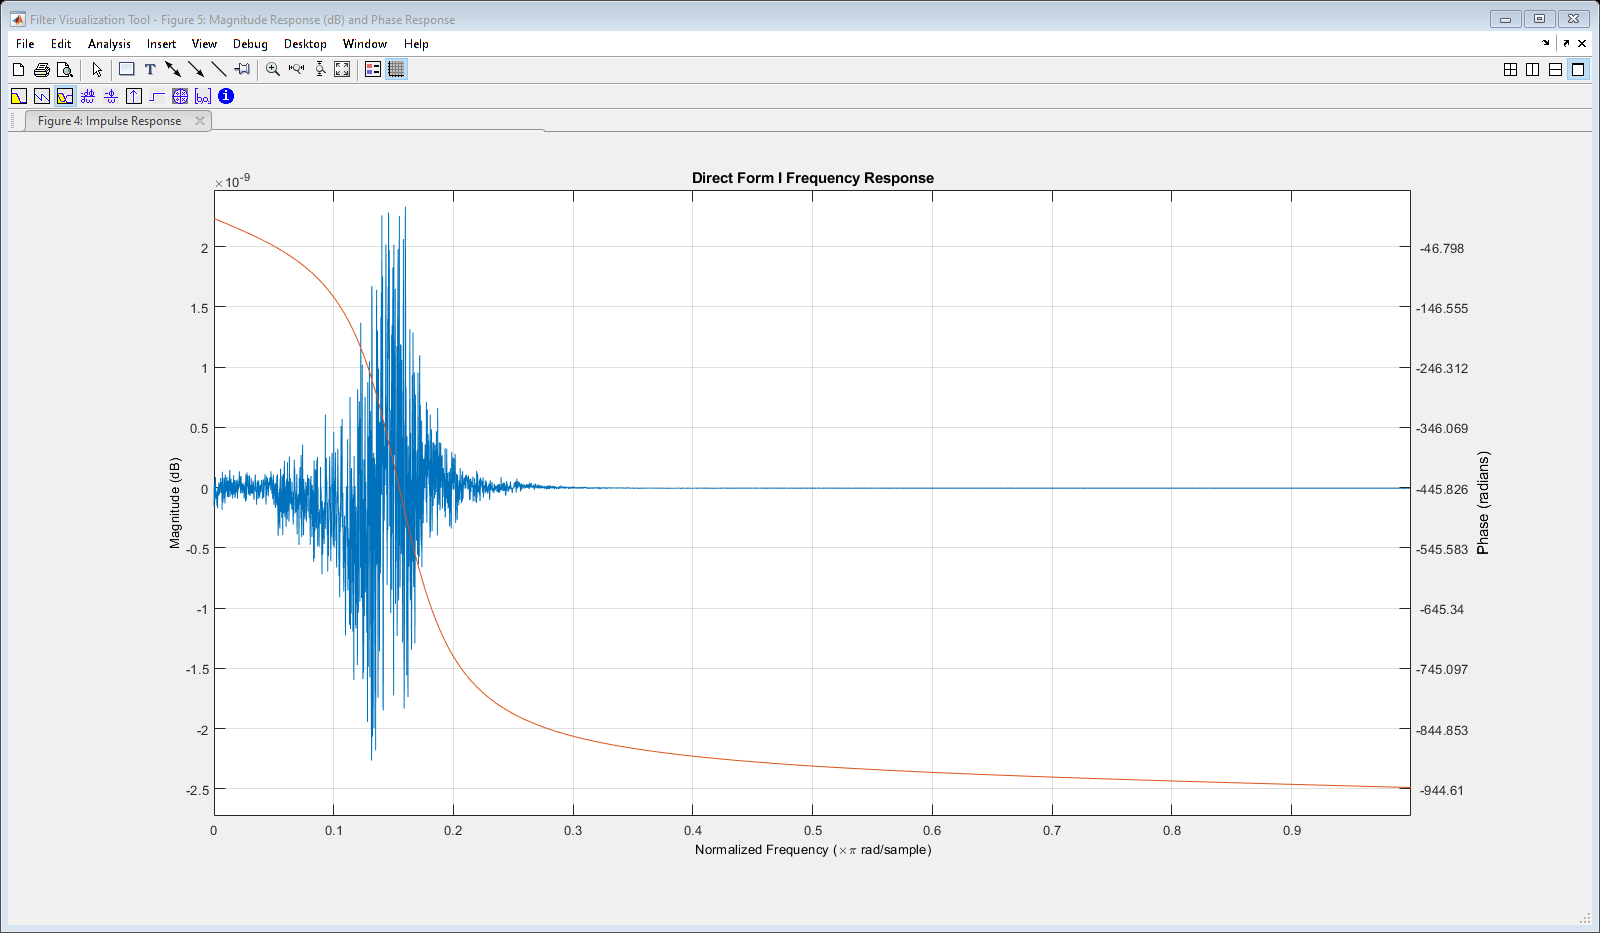 Filter Visualization Tool - Figure 5: Magnitude Response (dB) and Phase Response
File Edit Analysis Insert View Debug Desktop Window Help
Figure 4: Impulse Response
Direct Form I Frequency Response
×10^-9
2
1.5
1
0.5
0
-0.5
-1
-1.5
-2
-2.5
Magnitude (dB)
-46.798
-146.555
-246.312
-346.069
-445.826
-545.583
-645.34
-745.097
-844.853
-944.61
Phase (radians)
0 0.1 0.2 0.3 0.4 0.5 0.6 0.7 0.8 0.9
Normalized Frequency (×π rad/sample)